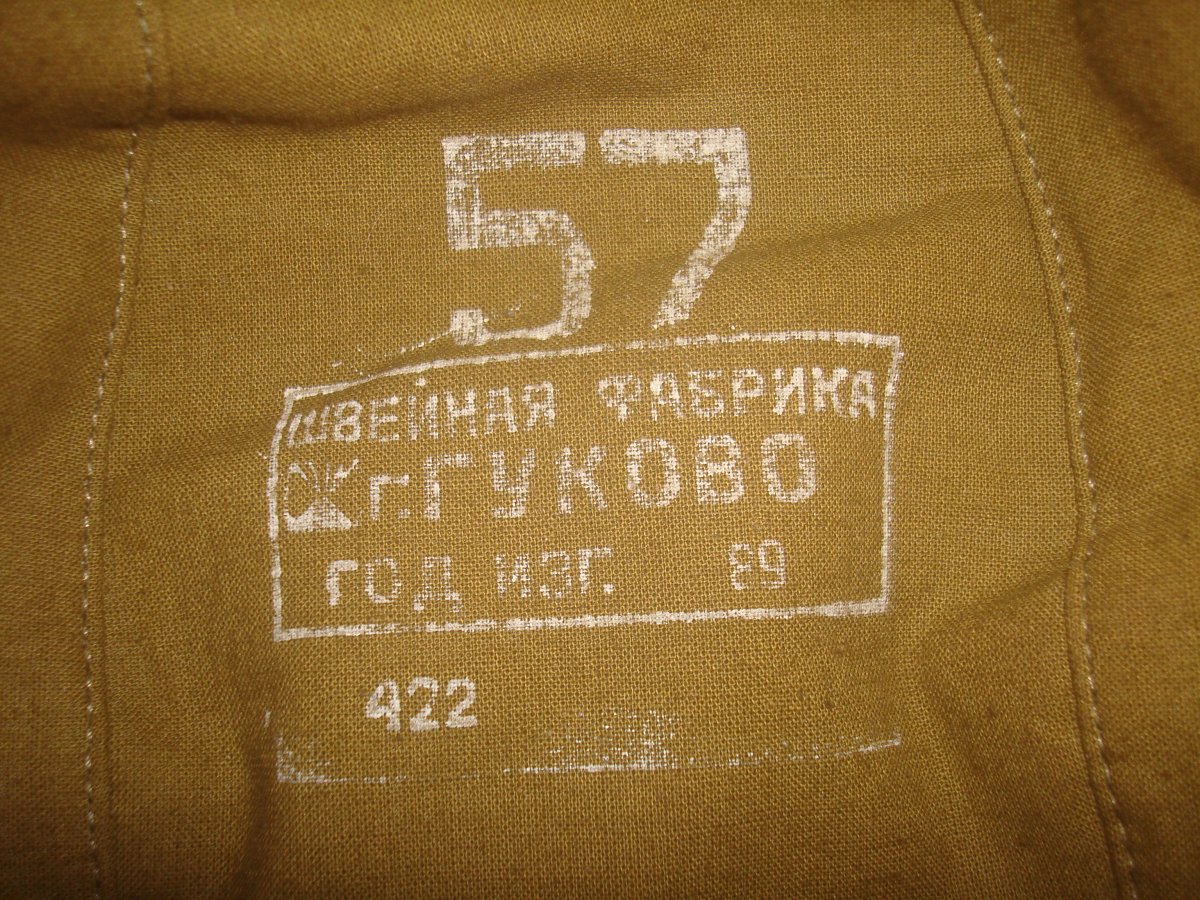 57
ШВЕЙНАЯ ФАБРИКА
г. ГУКОВО
ГОД ИЗГ. 89
422